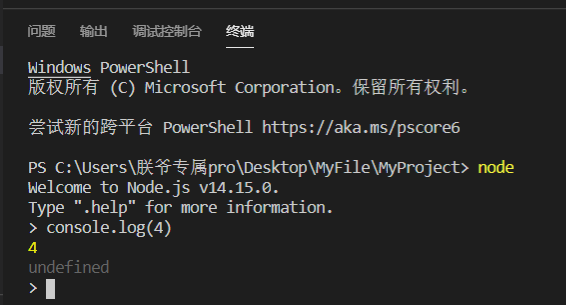 问题 输出 调试控制台 终端
Windows PowerShell
版权所有 (C) Microsoft Corporation。保留所有权利。
尝试新的跨平台 PowerShell https://aka.ms/pscore6
PS C:\Users\朕爷专属pro\Desktop\MyFile\MyProject> node
Welcome to Node.js v14.15.0.
Type ".help" for more information.
> console.log(4)
4
undefined
>